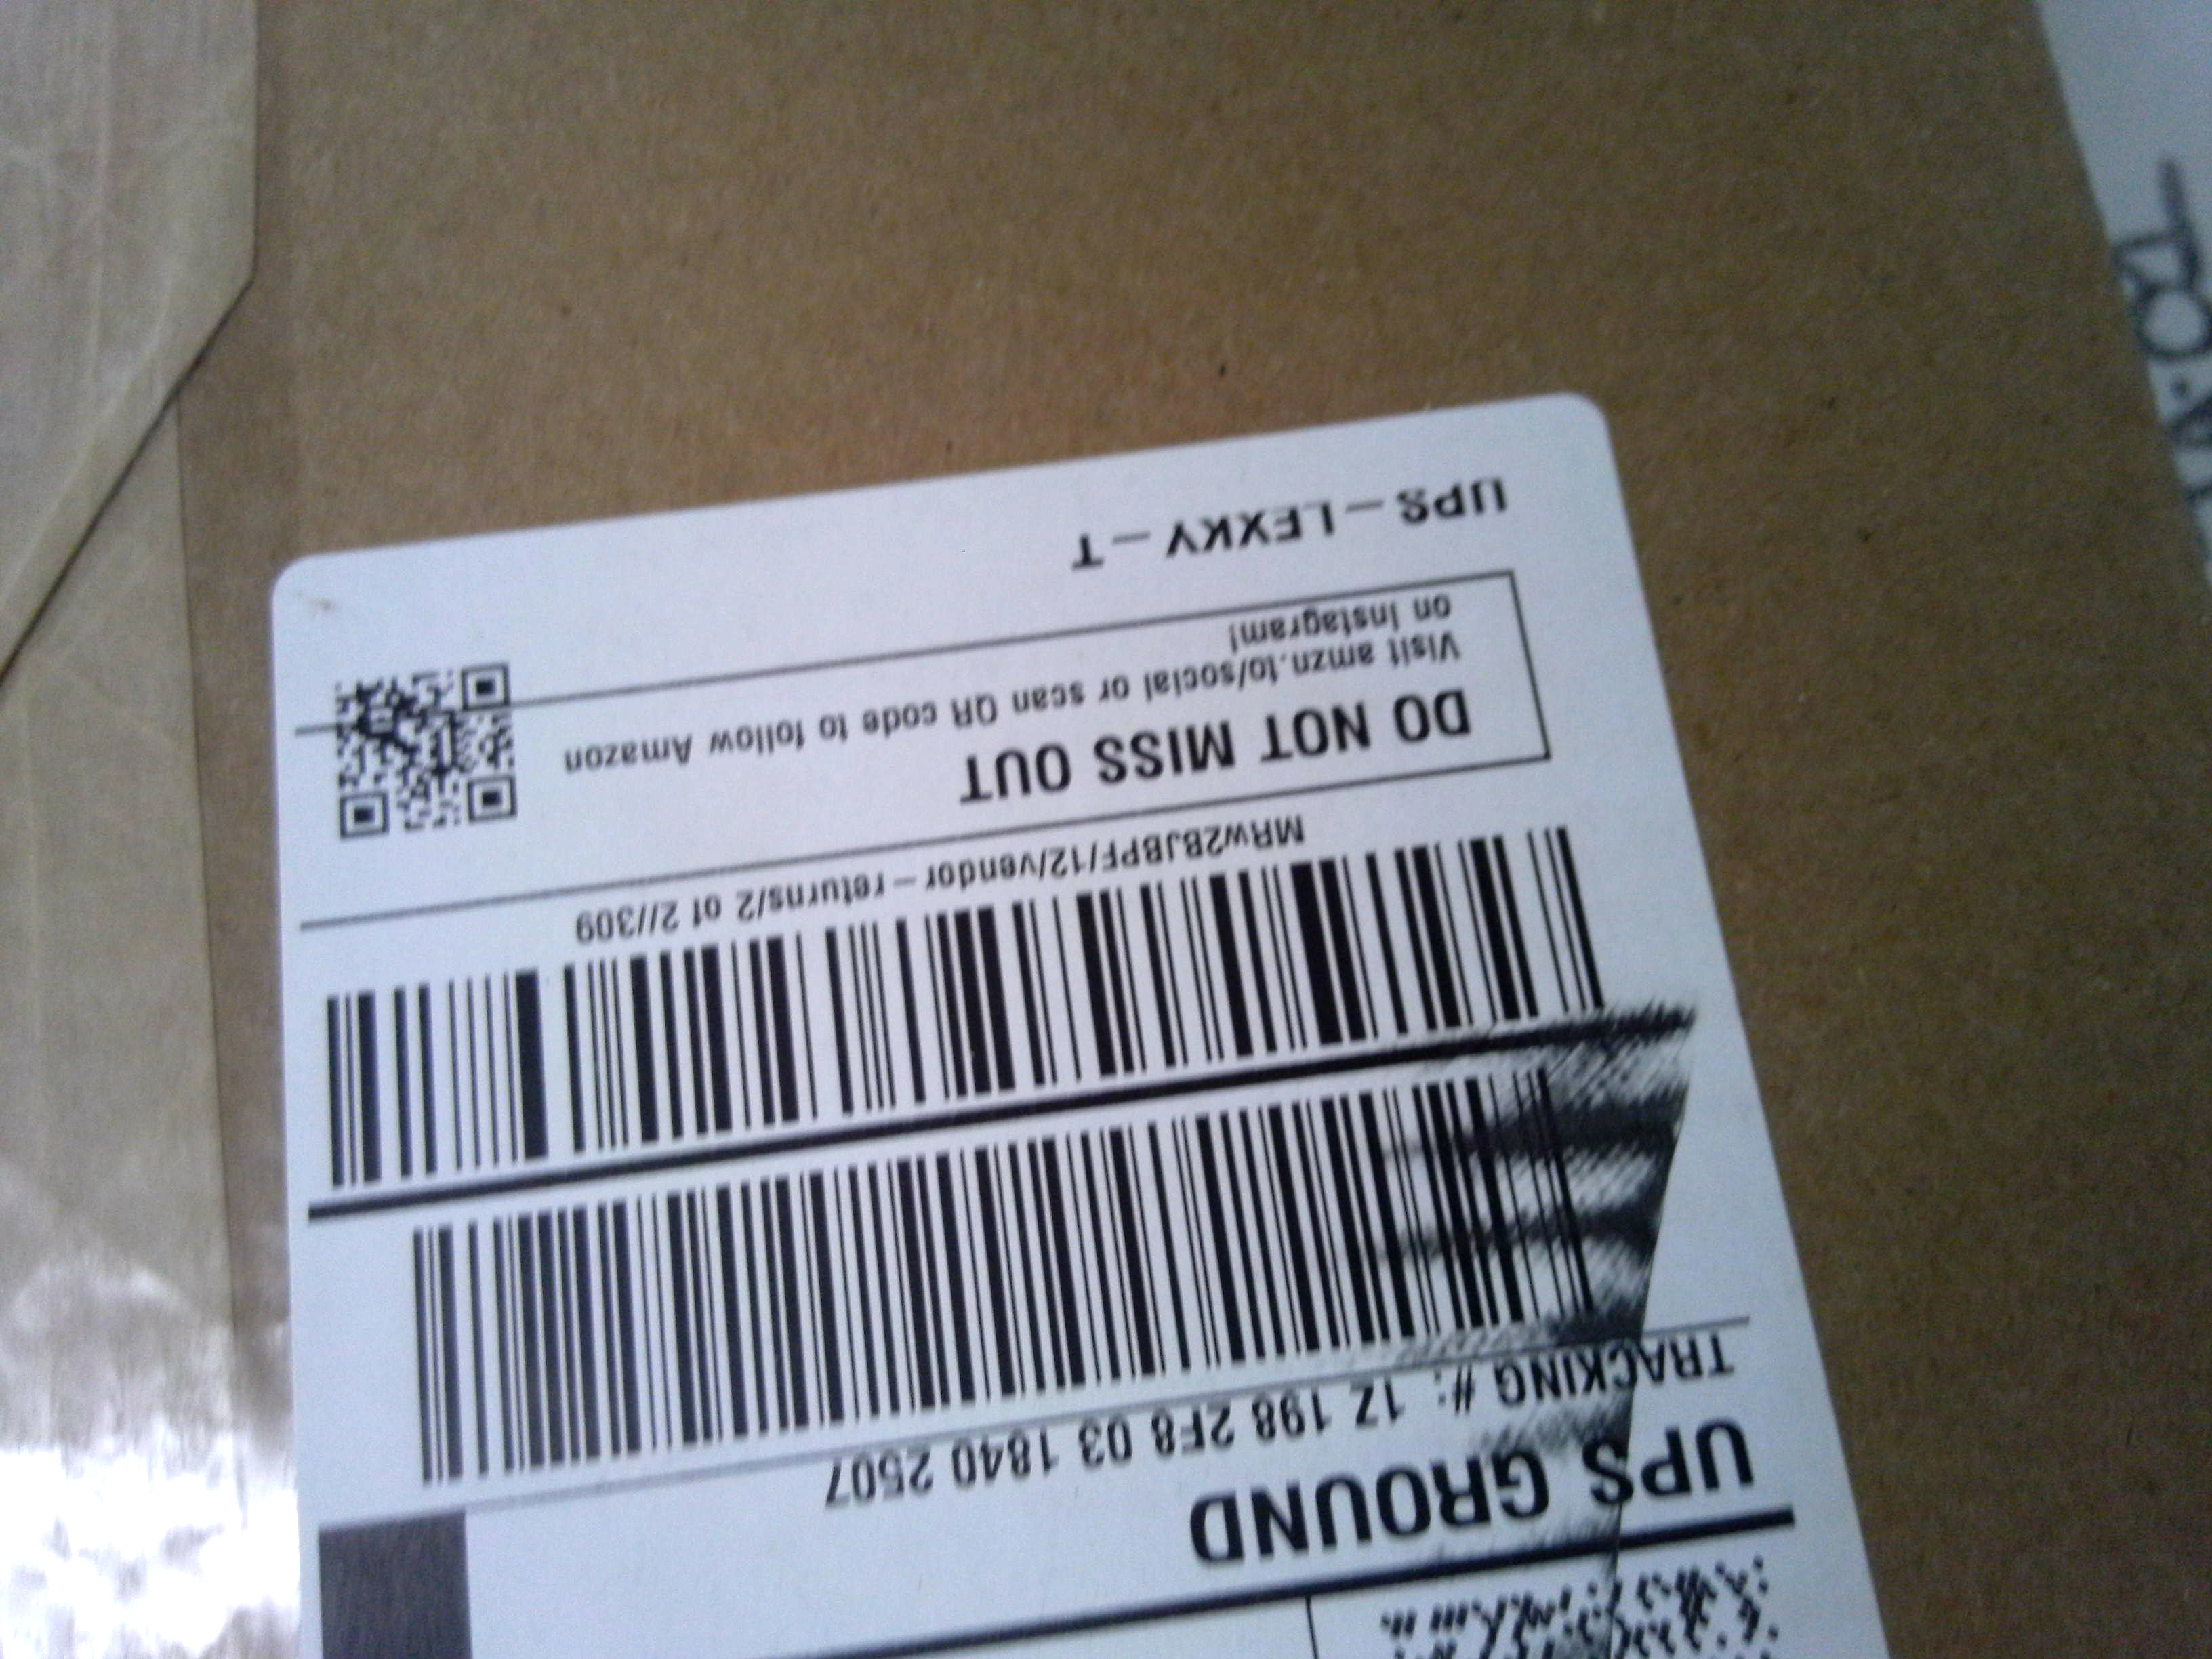 UPS GROUND
TRACKING #: 1Z 198 2F8 03 1840 2507
MRw2BJBPF/12/vendor-returns/2 of 2//309
DO NOT MISS OUT
Visit amzn.to/social or scan QR code to follow Amazon
on Instagram!
UPS-LEXKY-T